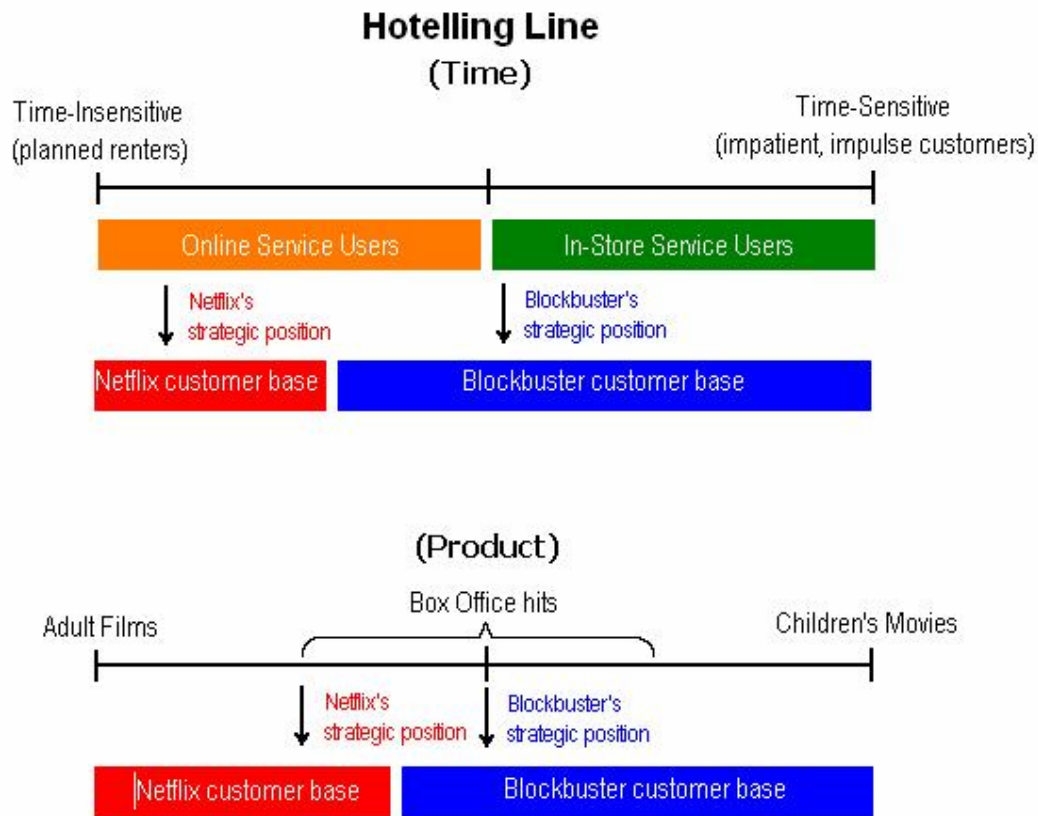 Hotelling Line
(Time)
Time-Insensitive
(planned renters)
Time-Sensitive
(impatient, impulse customers)
Online Service Users
In-Store Service Users
Netflix's
strategic position
Blockbuster's
strategic position
Netflix customer base
Blockbuster customer base
(Product)
Box Office hits
Adult Films
Children's Movies
Netflix's
strategic position
Blockbuster's
strategic position
Netflix customer base
Blockbuster customer base